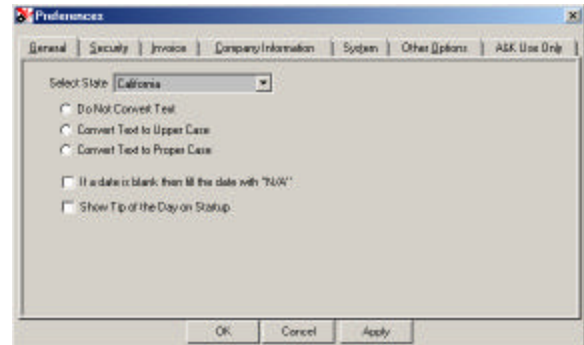 Preferences
General Security Invoice Company Information System Other Options A&K Use Only
Select State California
Do Not Convert Text
Convert Text to Upper Case
Convert Text to Proper Case
If a date is blank then fill the date with "N/A"
Show Tip of the Day on Startup
OK Cancel Apply